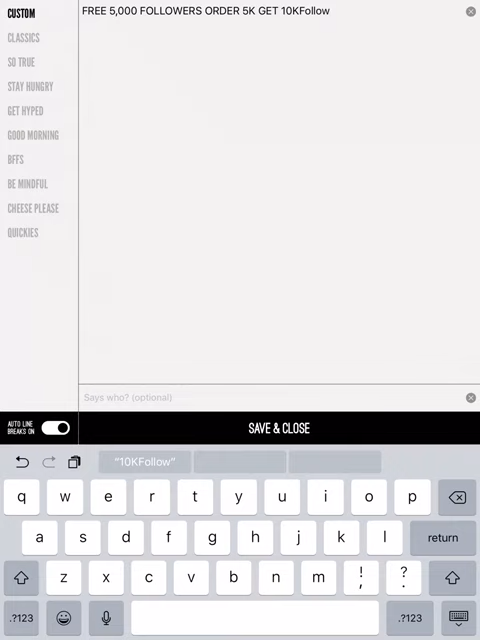 CUSTOM
CLASSICS
SO TRUE
STAY HUNGRY
GET HYPED
GOOD MORNING
BFFS
BE MINDFUL
CHEESE PLEASE
QUICKIES
FREE 5,000 FOLLOWERS ORDER 5K GET 10KFollow
Says who? (optional)
AUTO LINE
BREAKS ON
SAVE & CLOSE
"10KFollow"
q w e r t y u i o p
a s d f g h j k l return
z x c v b n m ! , ? .
.?123 .?123